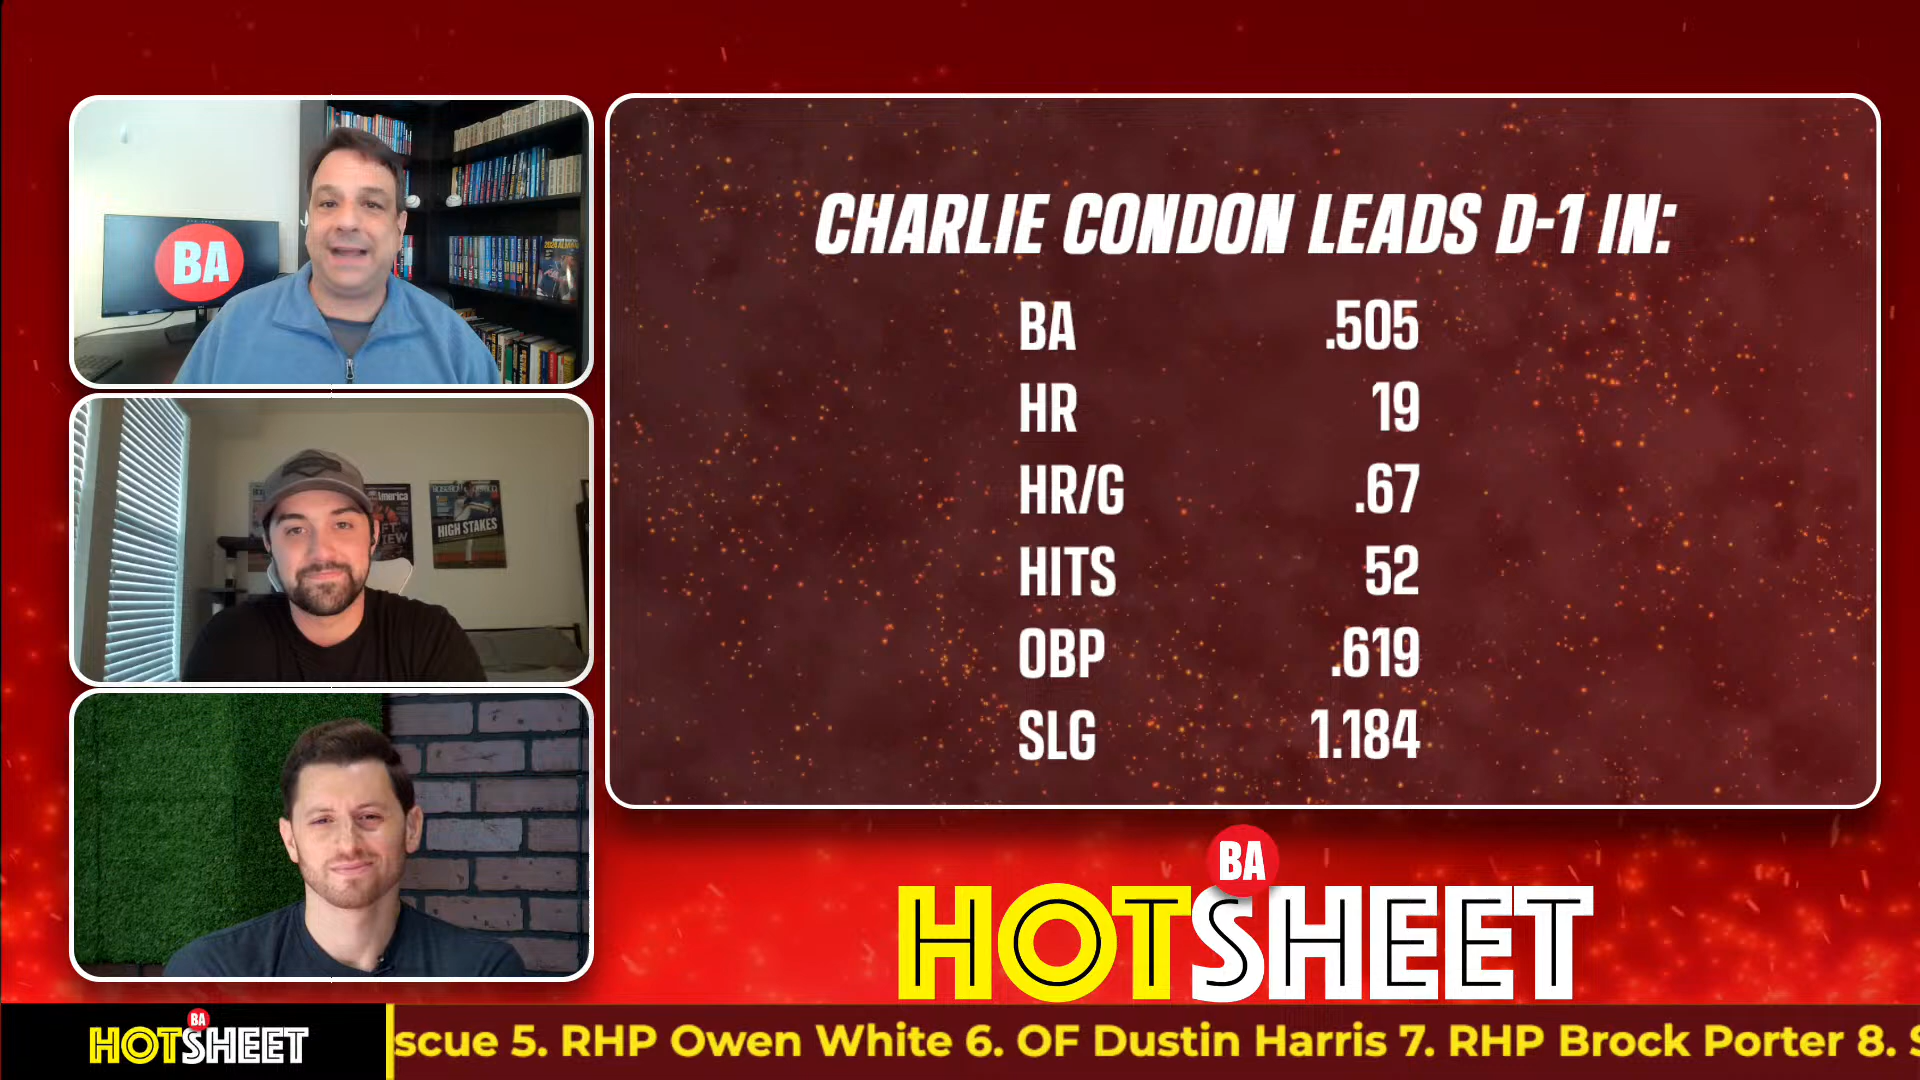 CHARLIE CONDON LEADS D-1 IN:
BA .505
HR 19
HR/G .67
HITS 52
OBP .619
SLG 1.184
BA
America
HIGH STAKES
BA
HOTSHEET
BA
HOTSHEET
scue 5. RHP Owen White 6. OF Dustin Harris 7. RHP Brock Porter 8. S